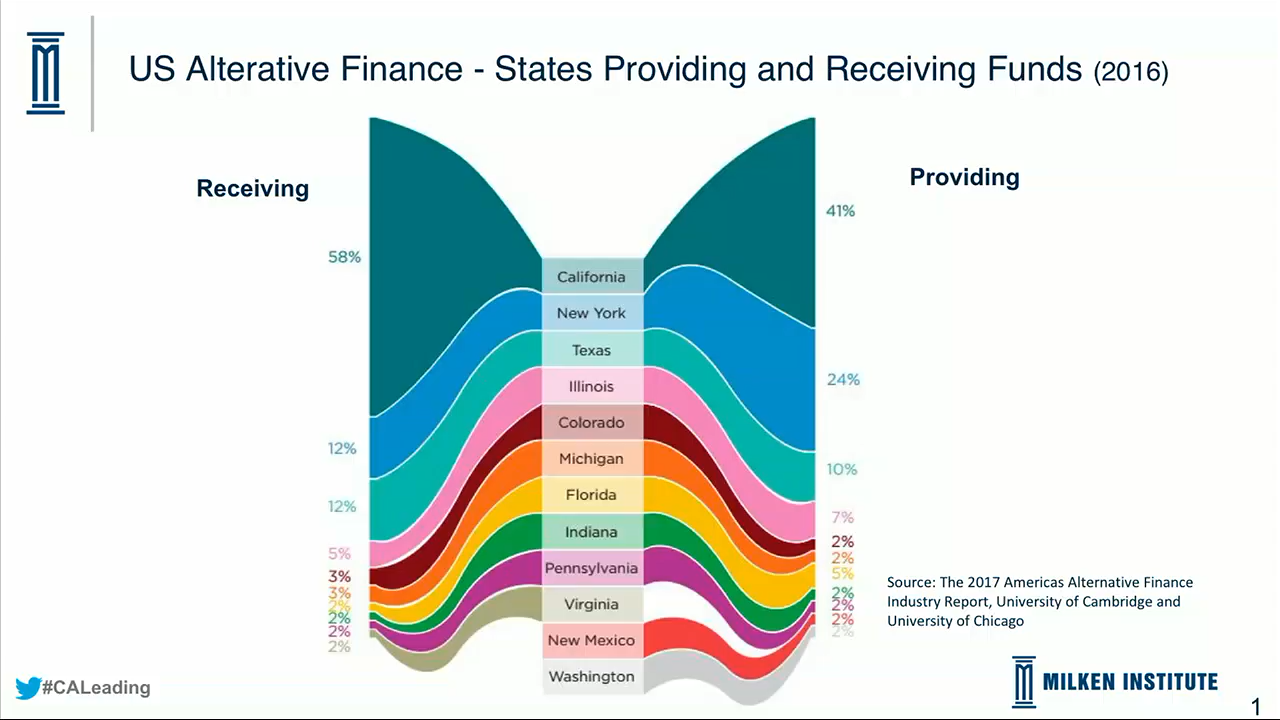 US Alterative Finance - States Providing and Receiving Funds (2016)
Receiving
Providing
58%
12%
12%
5%
3%
3%
2%
2%
2%
2%
California
New York
Texas
Illinois
Colorado
Michigan
Florida
Indiana
Pennsylvania
Virginia
New Mexico
Washington
41%
24%
10%
7%
2%
2%
5%
2%
2%
2%
2%
Source: The 2017 Americas Alternative Finance
Industry Report, University of Cambridge and
University of Chicago
#CALeading
MILKEN INSTITUTE
1